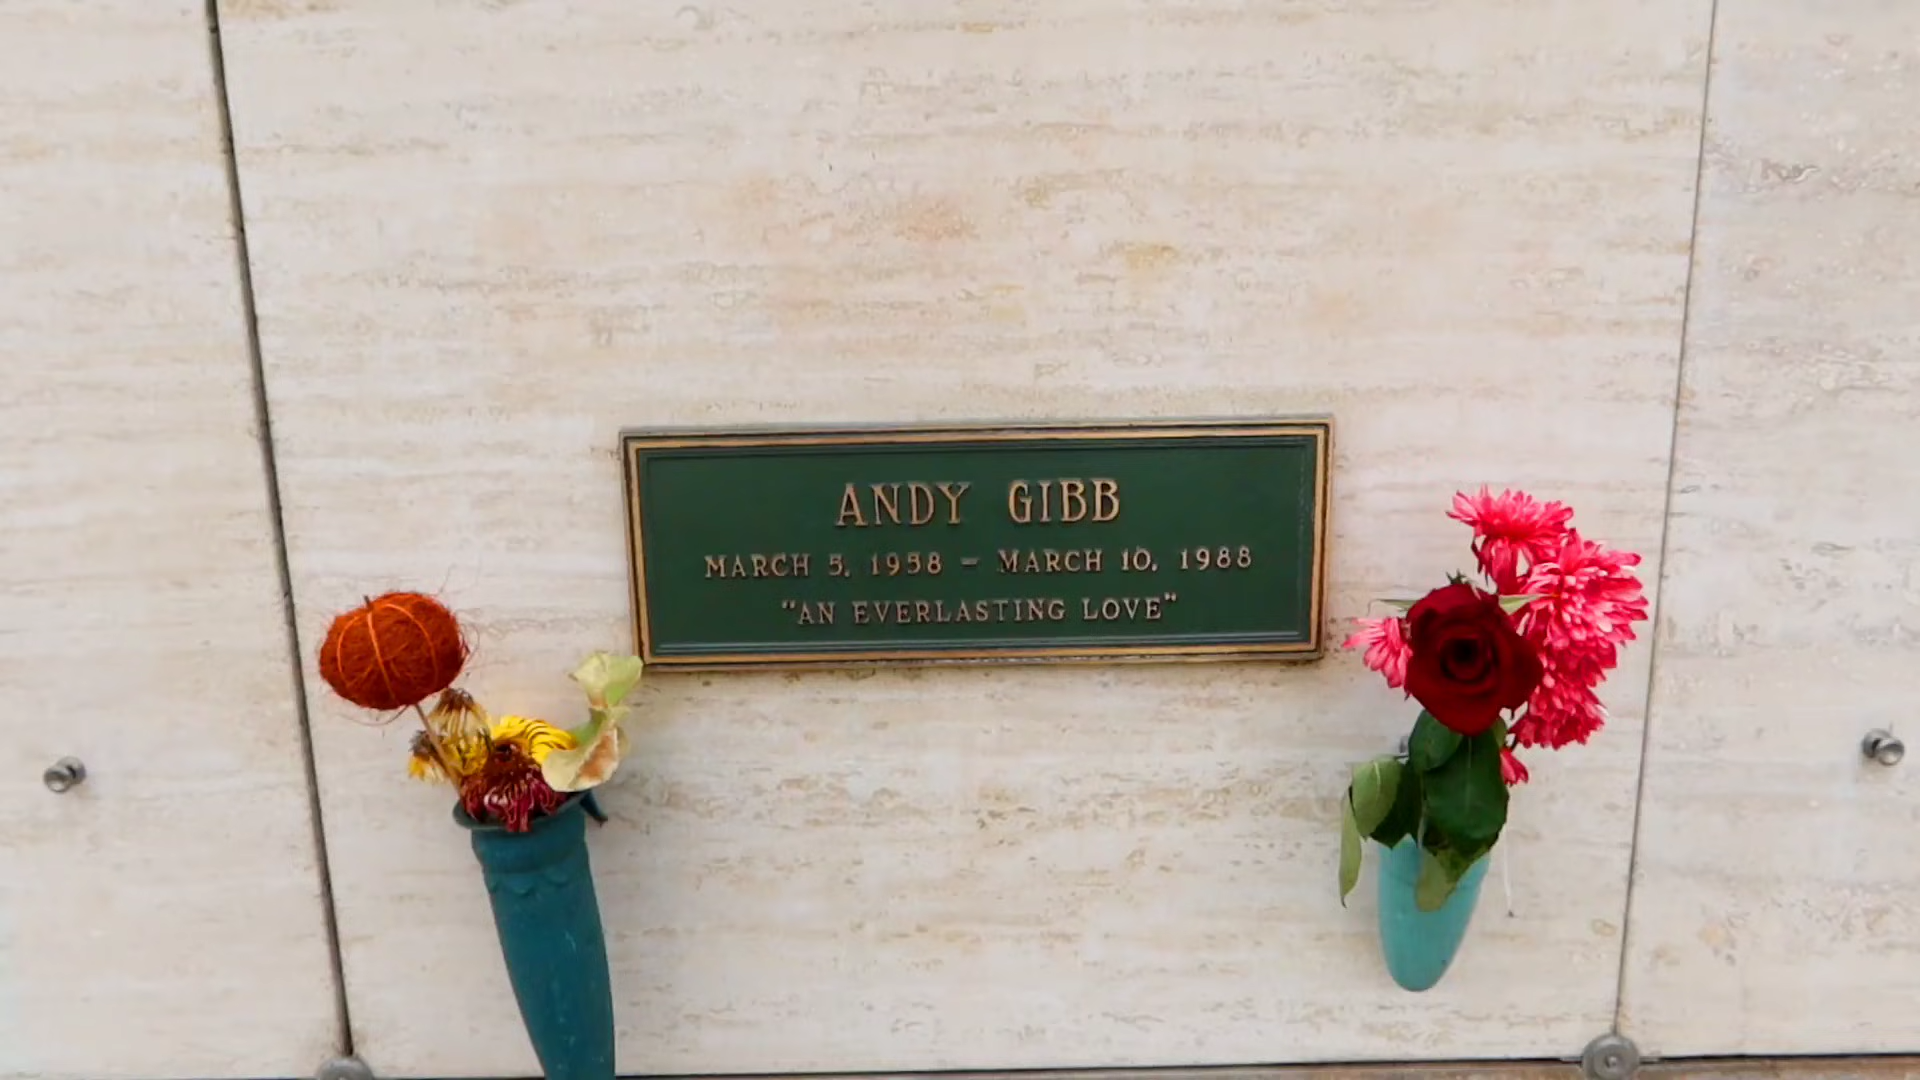 ANDY GIBB
MARCH 5, 1958 - MARCH 10, 1988
"AN EVERLASTING LOVE"